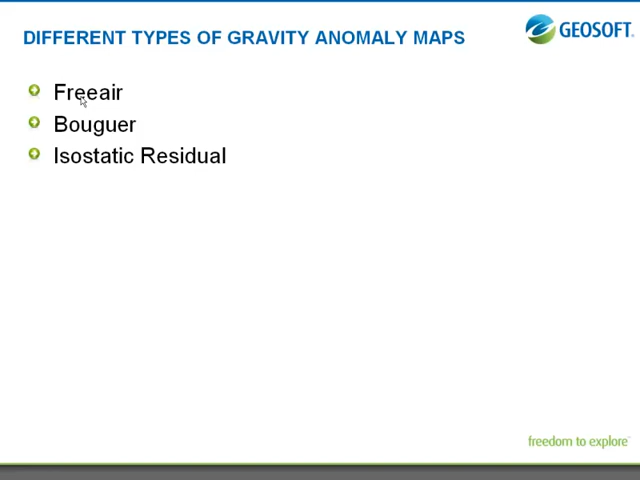 DIFFERENT TYPES OF GRAVITY ANOMALY MAPS
GEOSOFT
Freeair
Bouguer
Isostatic Residual
freedom to explore